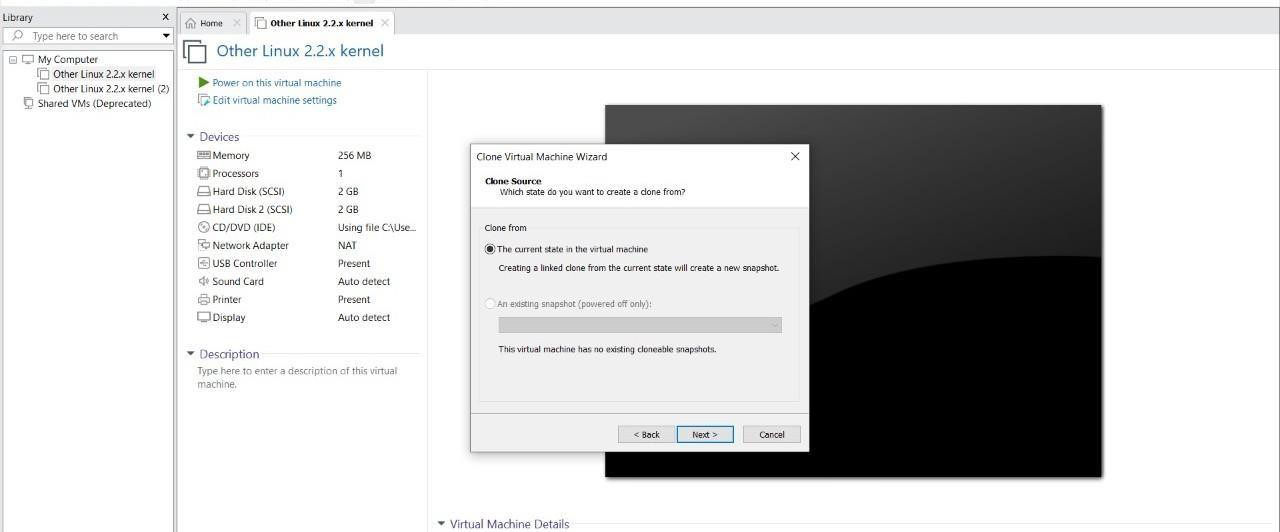 Library X
Type here to search
My Computer
Other Linux 2.2.x kernel
Other Linux 2.2.x kernel (2)
Shared VMs (Deprecated)
Home
Other Linux 2.2.x kernel
Other Linux 2.2.x kernel
Power on this virtual machine
Edit virtual machine settings
Devices
Memory 256 MB
Processors 1
Hard Disk (SCSI) 2 GB
Hard Disk 2 (SCSI) 2 GB
CD/DVD (IDE) Using file C:\Use...
Network Adapter NAT
USB Controller Present
Sound Card Auto detect
Printer Present
Display Auto detect
Description
Type here to enter a description of this virtual
machine.
Clone Virtual Machine Wizard
Clone Source
Which state do you want to create a clone from?
Clone from
The current state in the virtual machine
Creating a linked clone from the current state will create a new snapshot.
An existing snapshot (powered off only):
This virtual machine has no existing cloneable snapshots.
< Back Next > Cancel
Virtual Machine Details